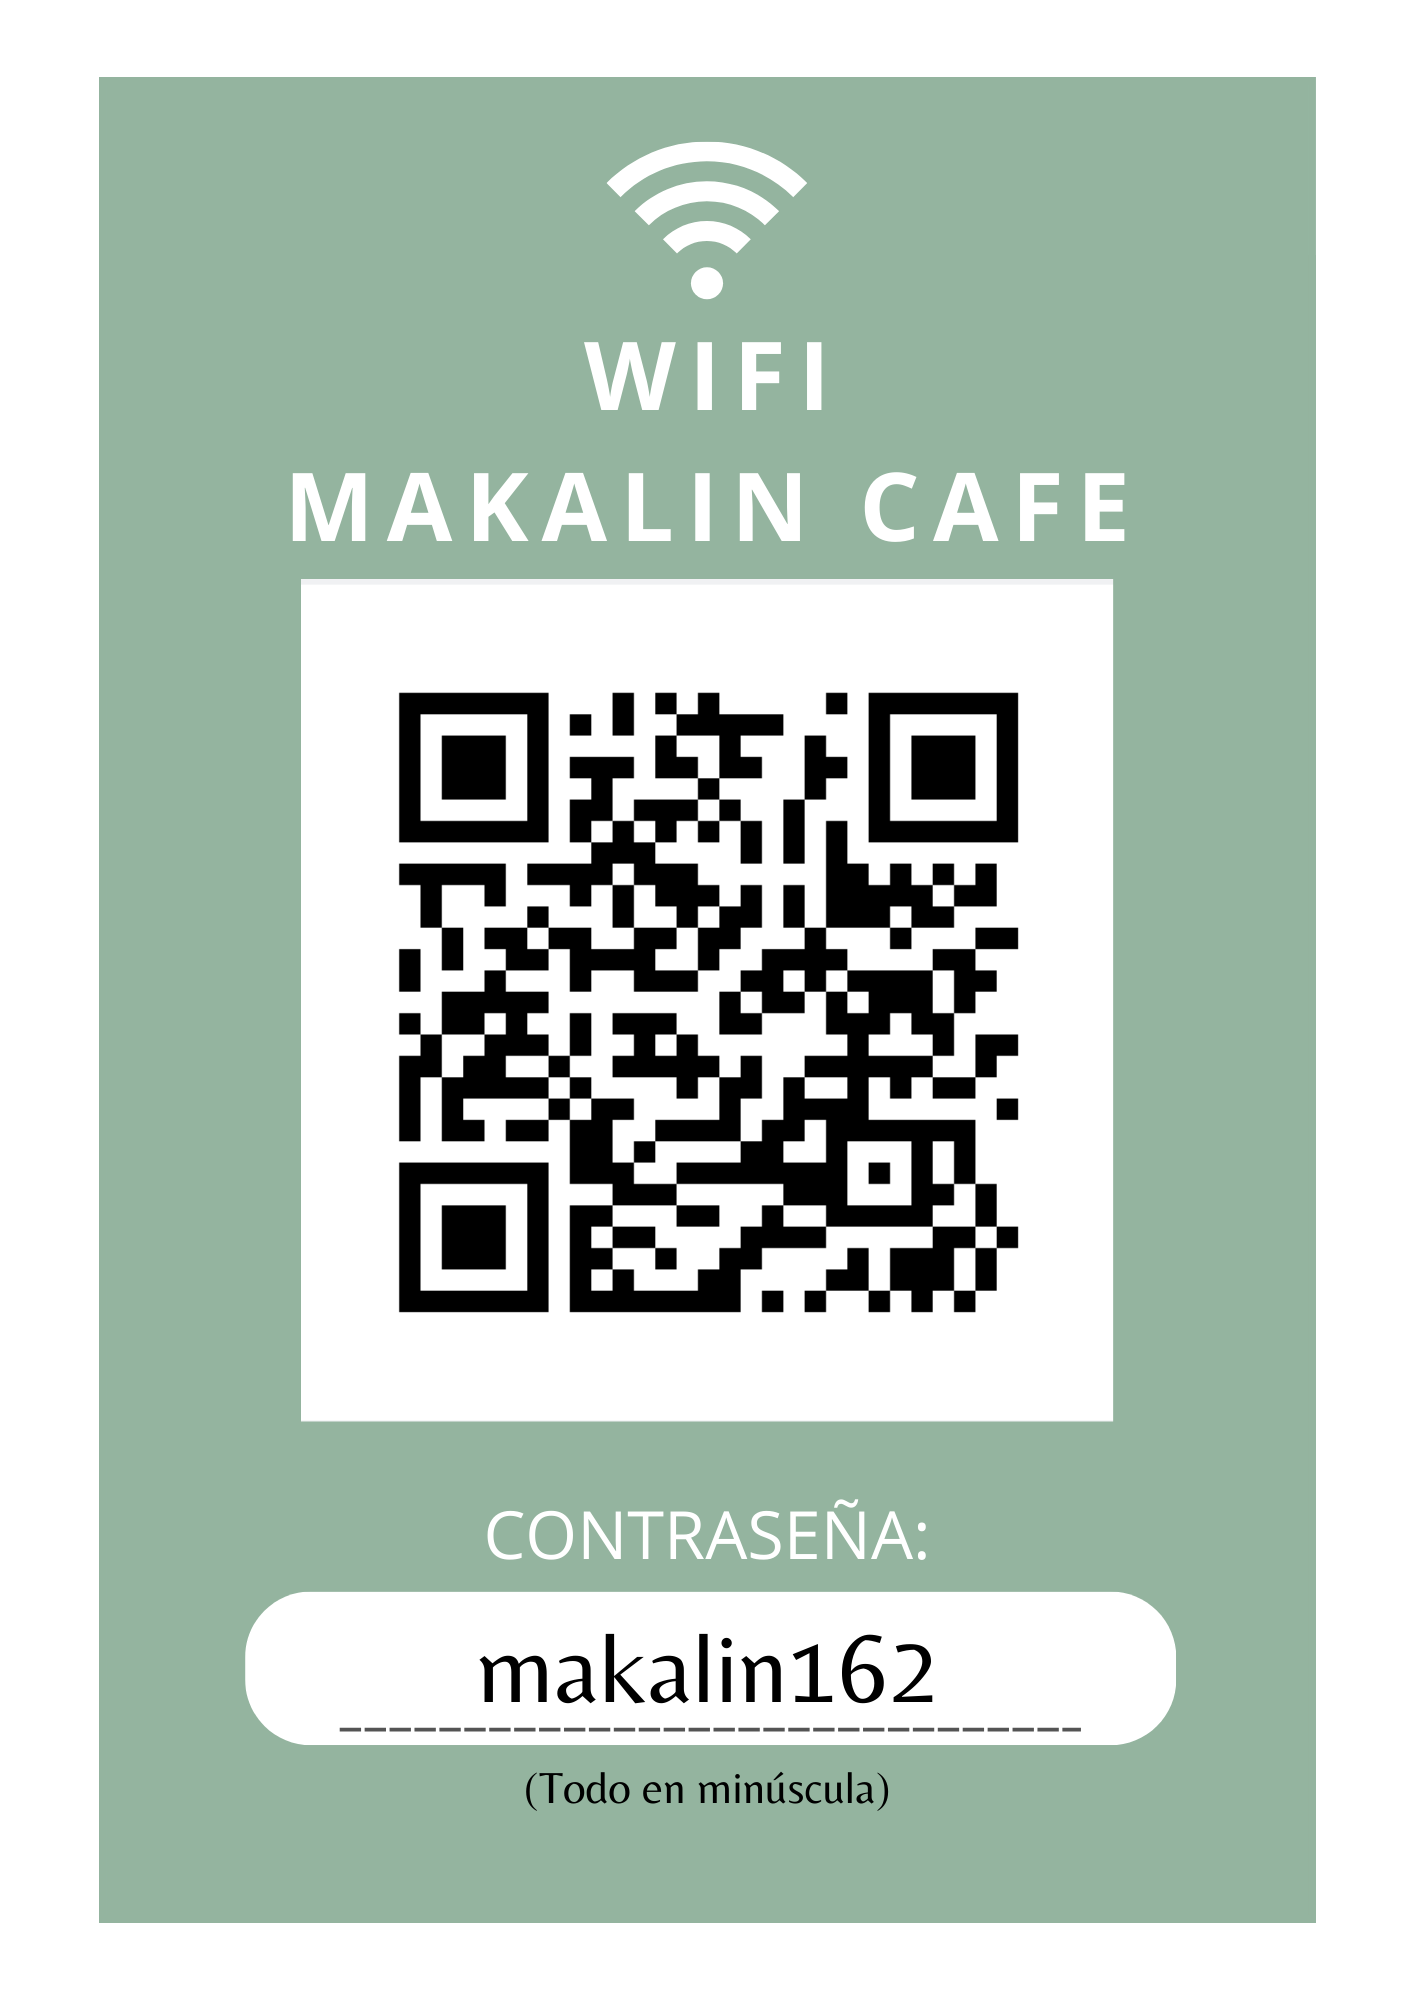 WIFI
MAKALIN CAFE
CONTRASEÑA:
makalin162
(Todo en minúscula)